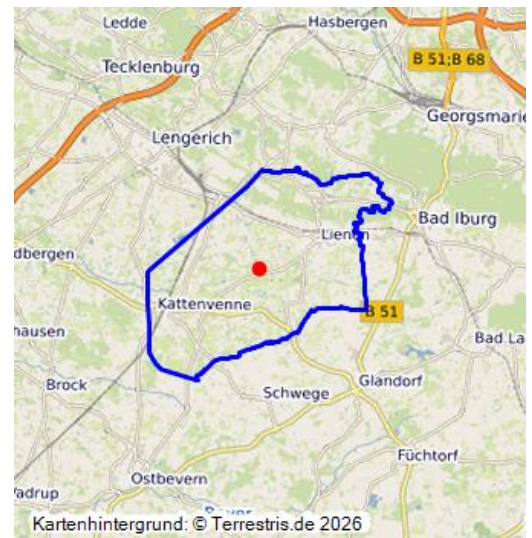 Ledde
Hasbergen
Tecklenburg
B 51;B 68
Georgsmarie
Lengerich
Bad Iburg
Lienen
dbergen
Kattenvenne
B 51
hausen
Bad La
Brock
Glandorf
Schwege
Füchtorf
Ostbevern
Vadrup
Kartenhintergrund: © Terrestris.de 2026